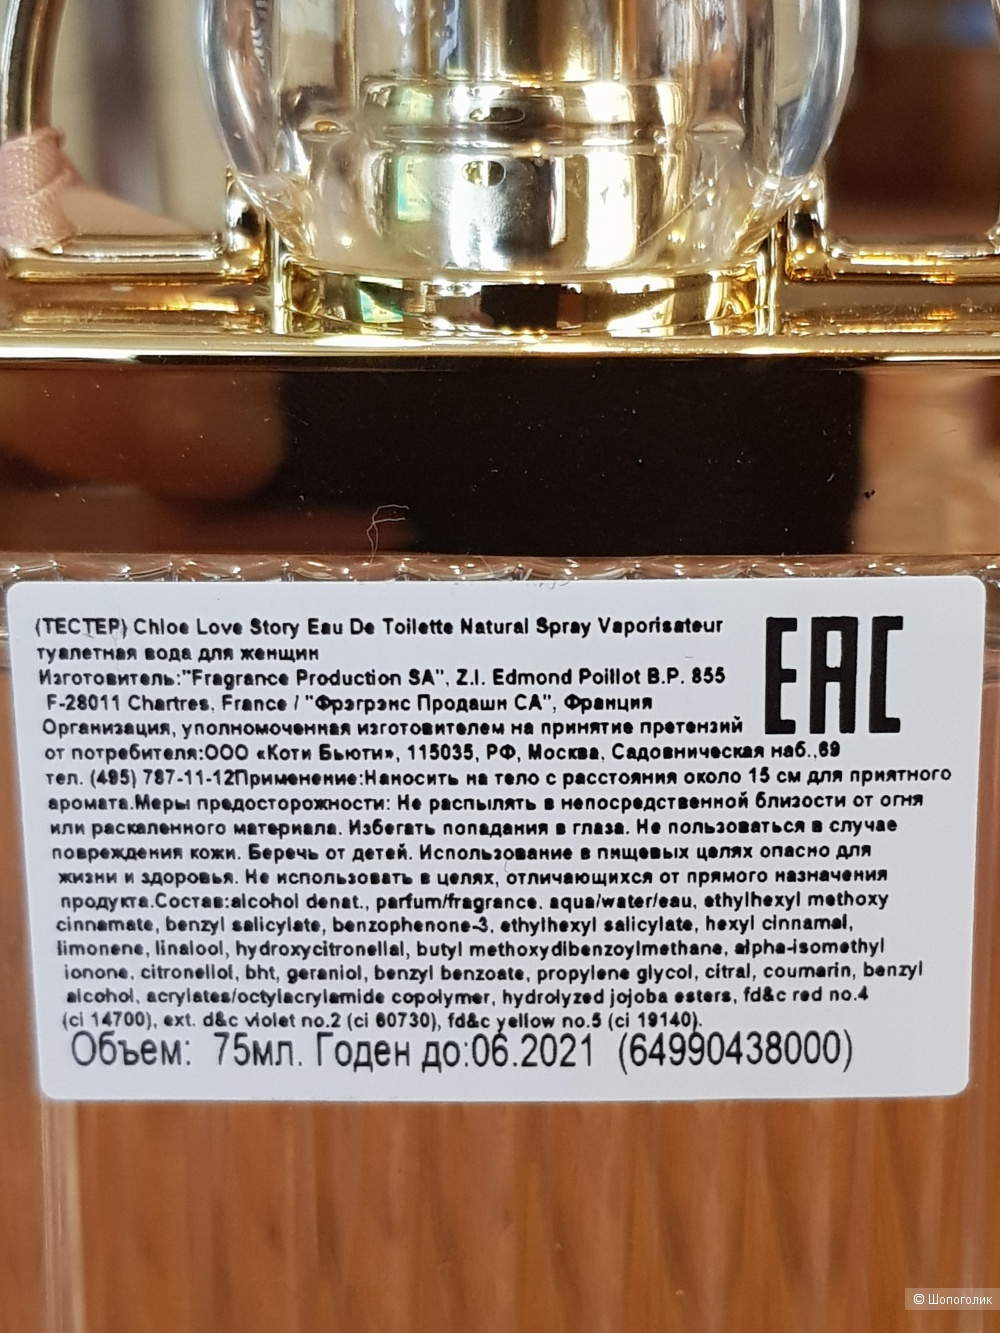 (ТЕСТЕР) Chloe Love Story Eau De Toilette Natural Spray Vaporisateur
туалетная вода для женщин
Изготовитель:"Fragrance Production SA", Z.I. Edmond Poillot B.P. 855
F-28011 Chartres, France / "Фрэгрэнс Продашн СА", Франция
Организация, уполномоченная изготовителем на принятие претензий
от потребителя:ООО «Коти Бьюти», 115035, РФ, Москва, Садовническая наб.,69
тел. (495) 787-11-12Применение:Наносить на тело с расстояния около 15 см для приятного
аромата.Меры предосторожности: Не распылять в непосредственной близости от огня
или раскаленного материала. Избегать попадания в глаза. Не пользоваться в случае
повреждения кожи. Беречь от детей. Использование в пищевых целях опасно для
жизни и здоровья. Не использовать в целях, отличающихся от прямого назначения
продукта.Состав:alcohol denat., parfum/fragrance. aqua/water/eau, ethylhexyl methoxy
cinnamate, benzyl salicylate, benzophenone-3, ethylhexyl salicylate, hexyl cinnamal,
limonene, linalool, hydroxycitronellal, butyl methoxydibenzoylmethane, alpha-isomethyl
ionone, citronellol, bht, geraniol, benzyl benzoate, propylene glycol, citral, coumarin, benzyl
alcohol, acrylates/octylacrylamide copolymer, hydrolyzed jojoba esters, fd&c red no.4
(ci 14700), ext. d&c violet no.2 (ci 60730), fd&c yellow no.5 (ci 19140).
Объем: 75мл. Годен до:06.2021 (64990438000)
EAC
© Шопоголик